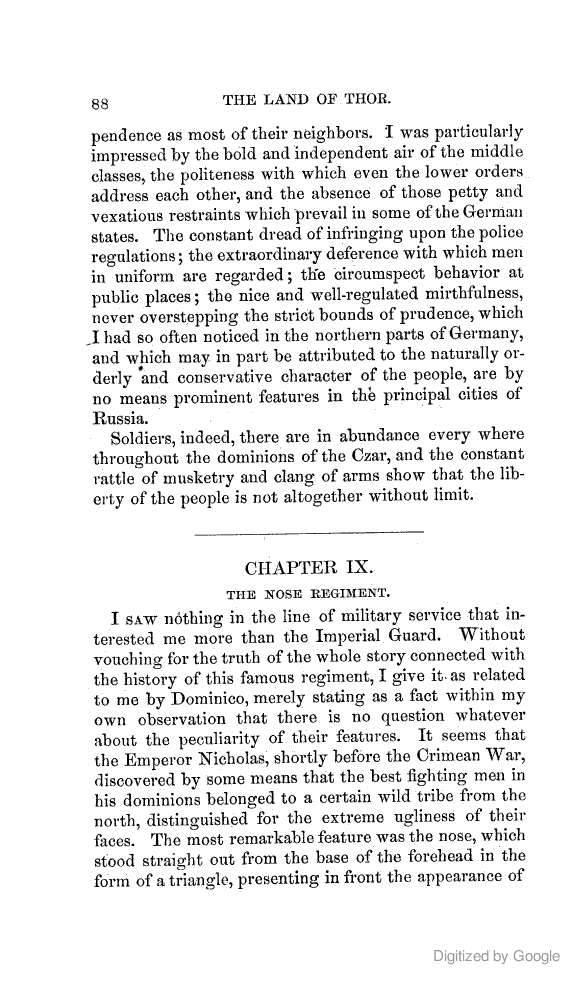 88
THE LAND OF THOR.
pendence as most of their neighbors. I was particularly
impressed by the bold and independent air of the middle
classes, the politeness with which even the lower orders
address each other, and the absence of those petty and
vexatious restraints which prevail in some of the German
states. The constant dread of infringing upon the police
regulations; the extraordinary deference with which men
in uniform are regarded; the circumspect behavior at
public places; the nice and well-regulated mirthfulness,
never overstepping the strict bounds of prudence, which
I had so often noticed in the northern parts of Germany,
and which may in part be attributed to the naturally or-
derly and conservative character of the people, are by
no means prominent features in the principal cities of
Russia.
Soldiers, indeed, there are in abundance every where
throughout the dominions of the Czar, and the constant
rattle of musketry and clang of arms show that the lib-
erty of the people is not altogether without limit.
CHAPTER IX.
THE NOSE REGIMENT.
I SAW nothing in the line of military service that in-
terested me more than the Imperial Guard. Without
vouching for the truth of the whole story connected with
the history of this famous regiment, I give it as related
to me by Dominico, merely stating as a fact within my
own observation that there is no question whatever
about the peculiarity of their features. It seems that
the Emperor Nicholas, shortly before the Crimean War,
discovered by some means that the best fighting men in
his dominions belonged to a certain wild tribe from the
north, distinguished for the extreme ugliness of their
faces. The most remarkable feature was the nose, which
stood straight out from the base of the forehead in the
form of a triangle, presenting in front the appearance of
Digitized by Google